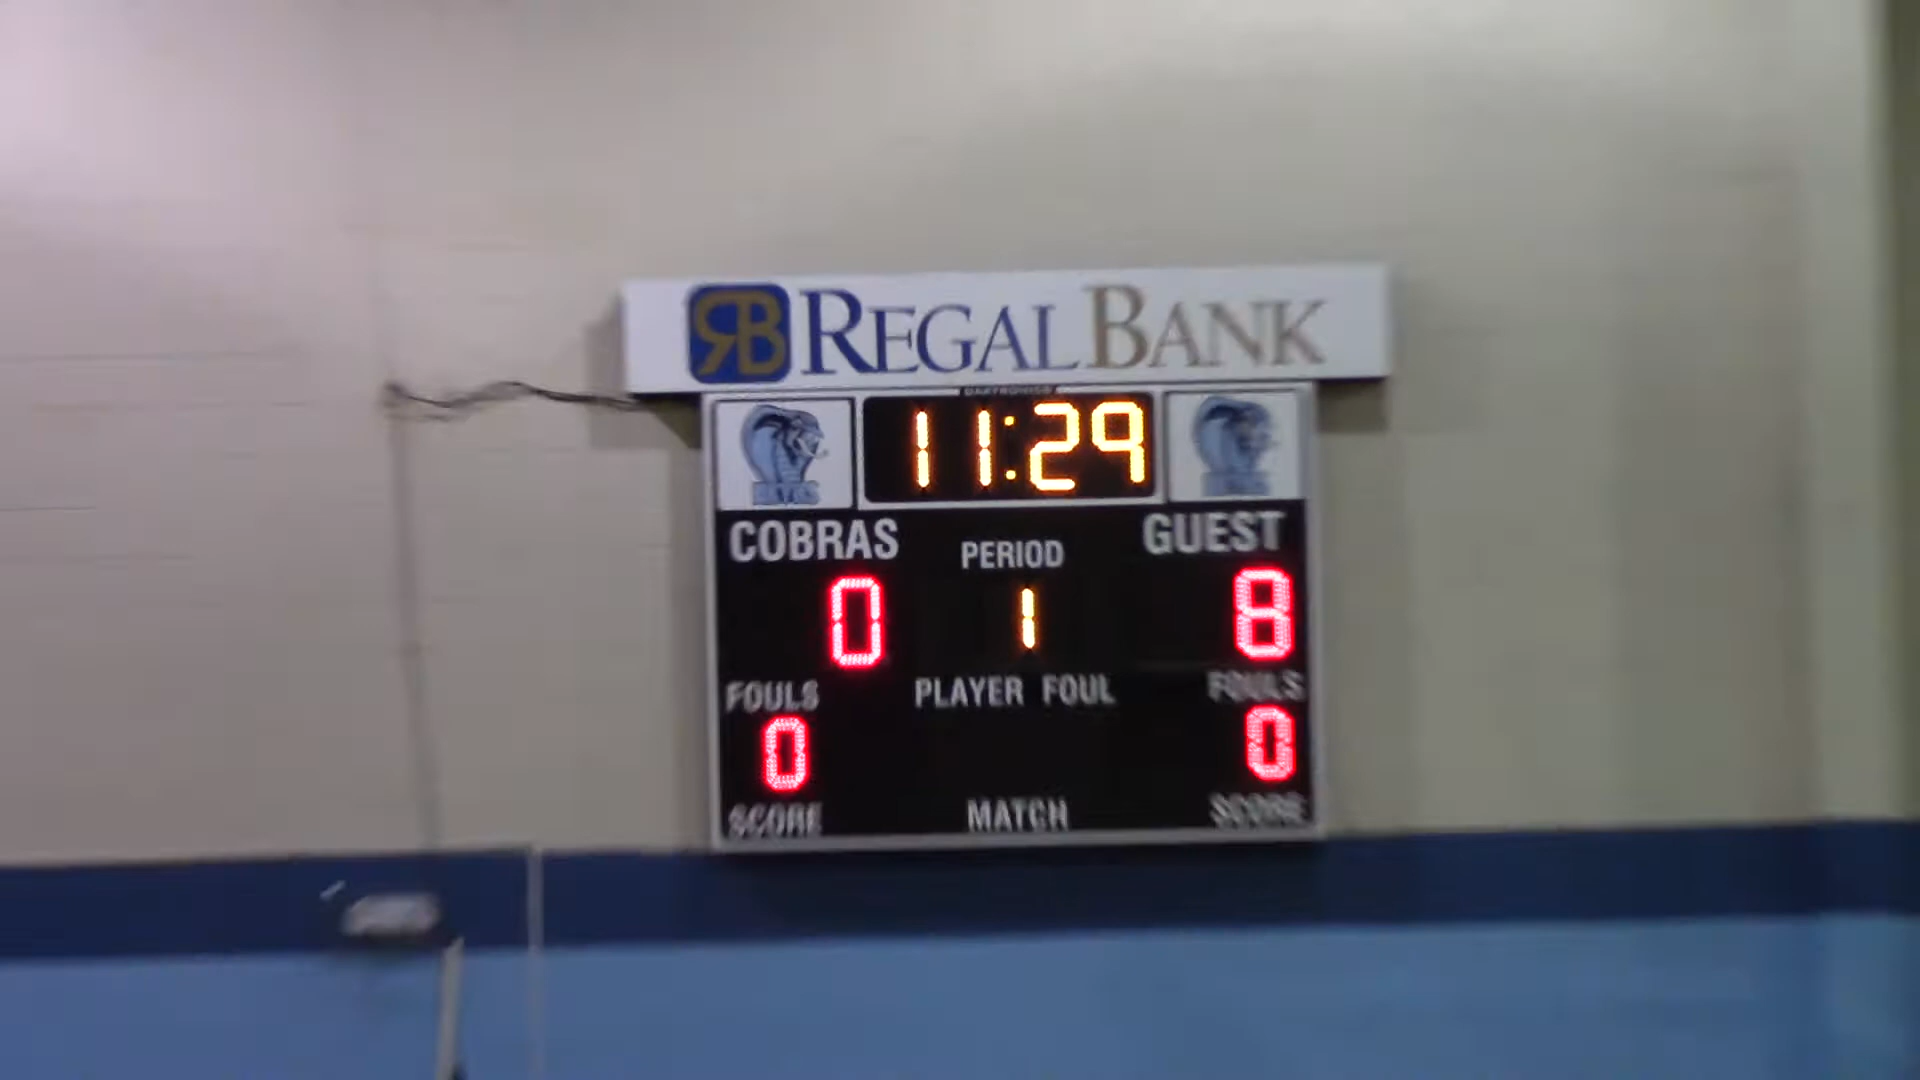 RB REGAL BANK
DAKTRONICS
11:29
COBRAS PERIOD GUEST
0 1 8
FOULS PLAYER FOUL FOULS
0 0
SCORE MATCH SCORE